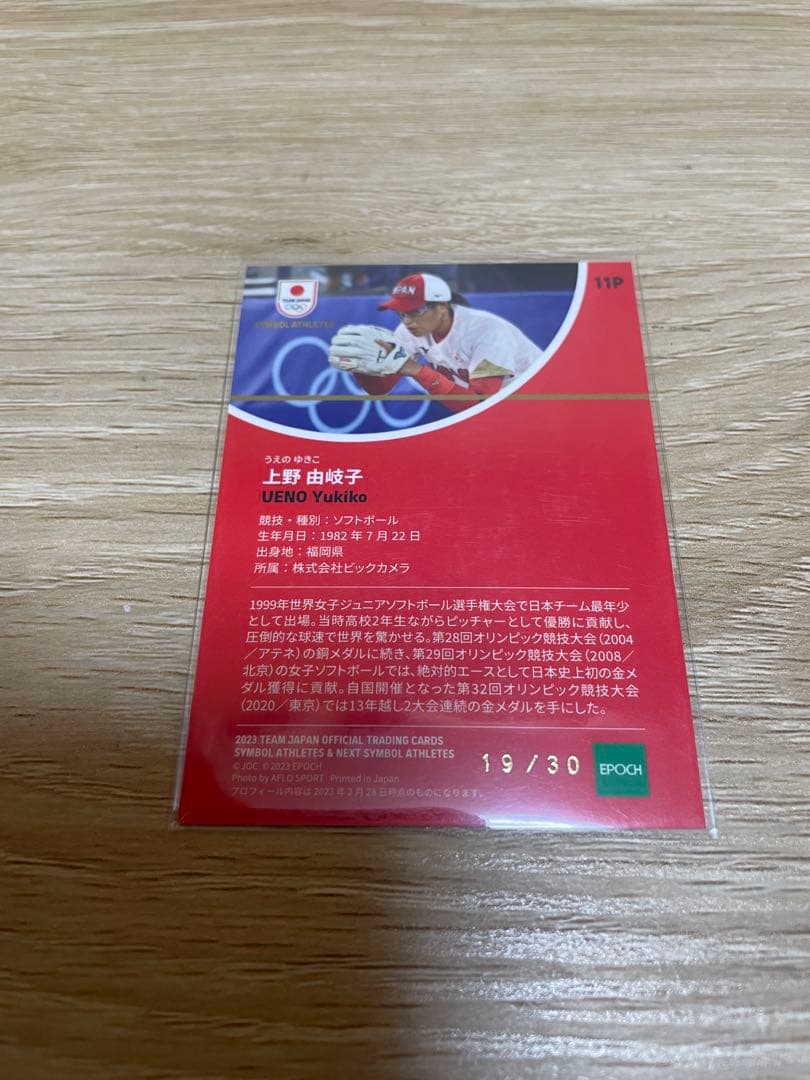 11P
TEAM JAPAN
SYMBOL ATHLETES
うえの ゆきこ
上野 由岐子
UENO Yukiko
競技・種別：ソフトボール
生年月日：1982 年 7 月 22 日
出身地：福岡県
所属：株式会社ビックカメラ
1999年世界女子ジュニアソフトボール選手権大会で日本チーム最年少
として出場。当時高校2年生ながらピッチャーとして優勝に貢献し、
圧倒的な球速で世界を驚かせる。第28回オリンピック競技大会（2004
／アテネ）の銅メダルに続き、第29回オリンピック競技大会（2008／
北京）の女子ソフトボールでは、絶対的エースとして日本史上初の金メ
ダル獲得に貢献。自国開催となった第32回オリンピック競技大会
（2020／東京）では13年越し2大会連続の金メダルを手にした。
2023 TEAM JAPAN OFFICIAL TRADING CARDS
SYMBOL ATHLETES & NEXT SYMBOL ATHLETES
© JOC © 2023 EPOCH
Photo by AFLO SPORT Printed in Japan
プロフィール内容は 2023 年 2 月 28 日時点のものになります。
19/30
EPOCH